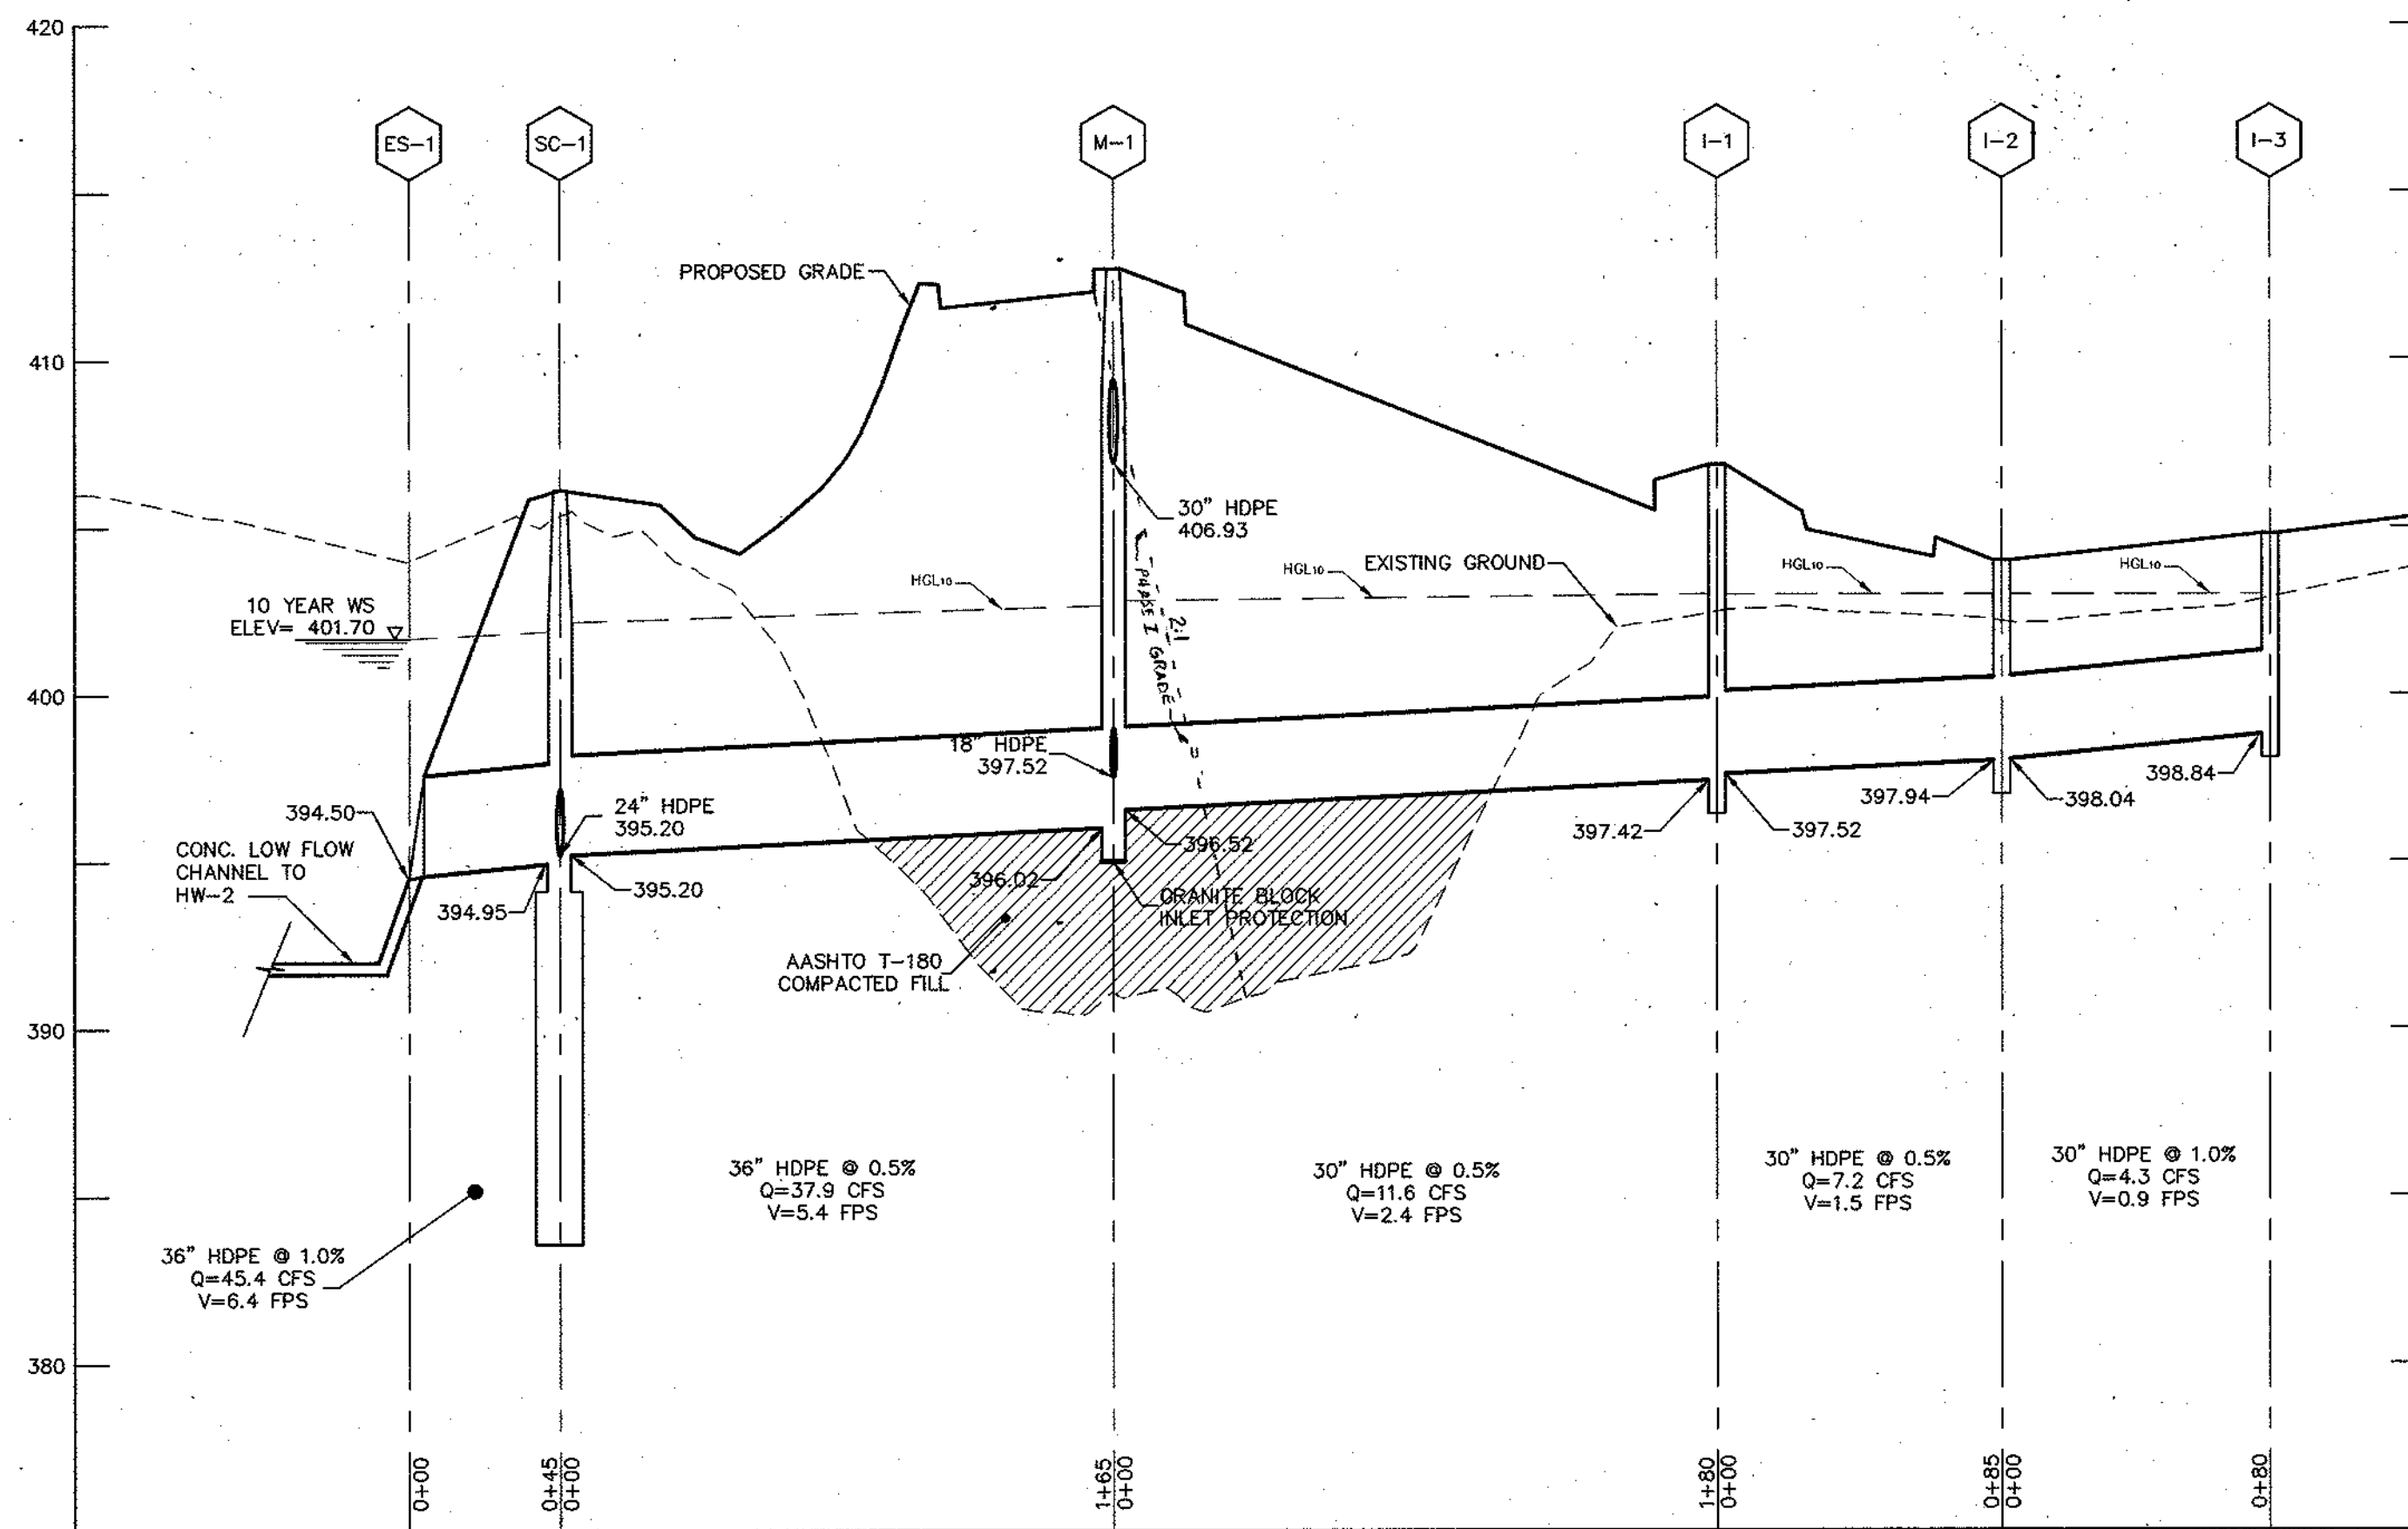 420
ES-1
SC-1
M-1
I-1
I-2
I-3
PROPOSED GRADE
410
30" HDPE
406.93
HGL10
HGL10
EXISTING GROUND
HGL10
HGL10
10 YEAR WS
ELEV= 401.70
2:1
PHASE I GRADE
400
18" HDPE
397.52
394.50
24" HDPE
395.20
398.84
397.94
398.04
397.42
397.52
CONC. LOW FLOW
CHANNEL TO
HW-2
396.52
396.02
395.20
394.95
GRANITE BLOCK
INLET PROTECTION
AASHTO T-180
COMPACTED FILL
390
36" HDPE @ 0.5%
Q=37.9 CFS
V=5.4 FPS
30" HDPE @ 0.5%
Q=11.6 CFS
V=2.4 FPS
30" HDPE @ 0.5%
Q=7.2 CFS
V=1.5 FPS
30" HDPE @ 1.0%
Q=4.3 CFS
V=0.9 FPS
36" HDPE @ 1.0%
Q=45.4 CFS
V=6.4 FPS
380
0+00
0+45
0+00
1+65
0+00
1+80
0+00
0+85
0+00
0+80